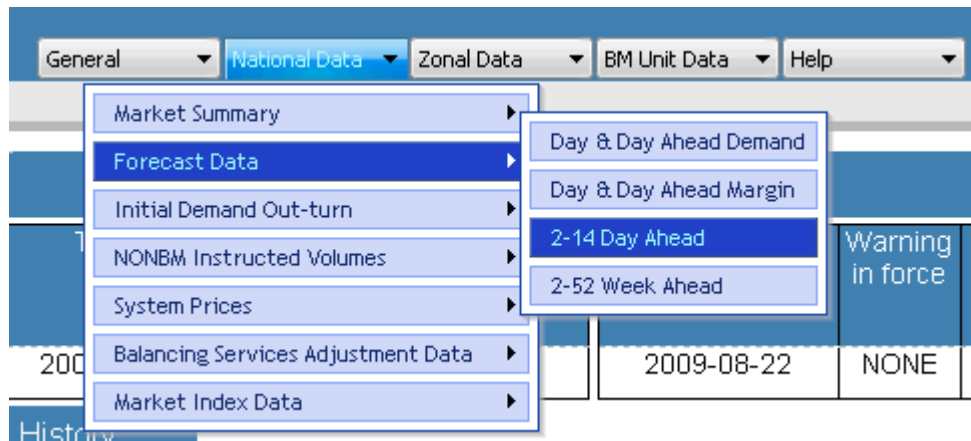 General
National Data
Zonal Data
BM Unit Data
Help
Market Summary
Forecast Data
Initial Demand Out-turn
NONBM Instructed Volumes
System Prices
Balancing Services Adjustment Data
Market Index Data
Day & Day Ahead Demand
Day & Day Ahead Margin
2-14 Day Ahead
2-52 Week Ahead
Warning
in force
2009-08-22
NONE
History